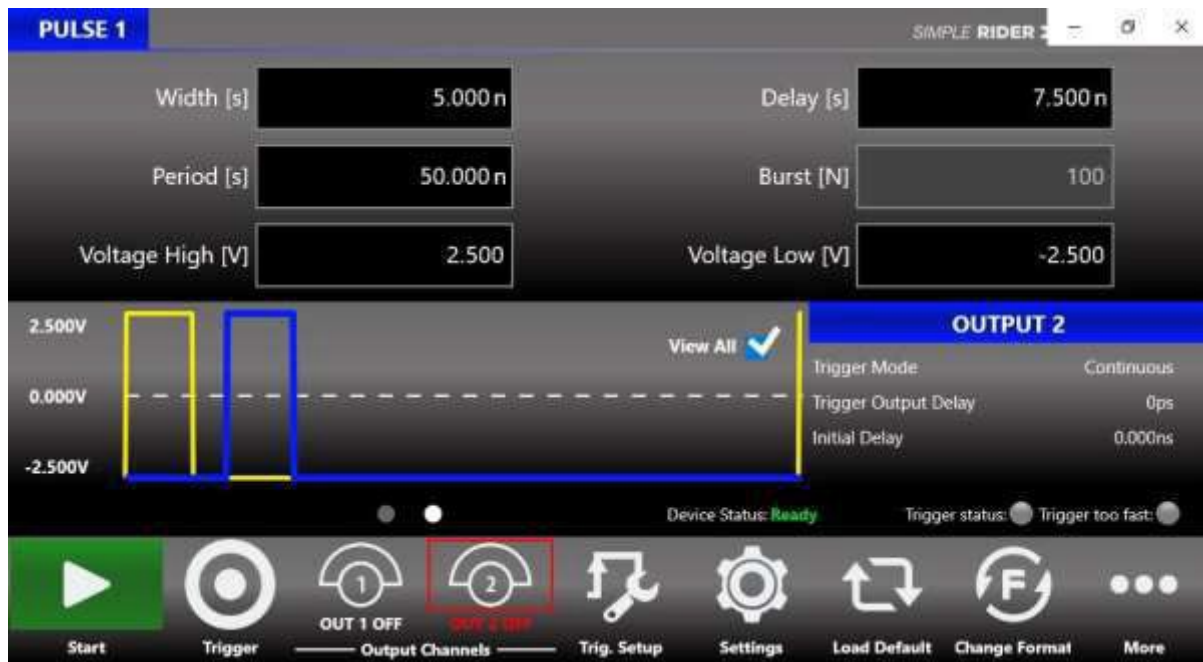 PULSE 1
SIMPLE RIDER
Width [s] 5.000 n Delay [s] 7.500 n
Period [s] 50.000 n Burst [N] 100
Voltage High [V] 2.500 Voltage Low [V] -2.500
2.500V
0.000V
-2.500V
View All
OUTPUT 2
Trigger Mode Continuous
Trigger Output Delay 0ps
Initial Delay 0.000ns
Device Status: Ready Trigger status: Trigger too fast:
1 2 F
OUT 1 OFF OUT 2 OFF
Start Trigger Output Channels Trig. Setup Settings Load Default Change Format More